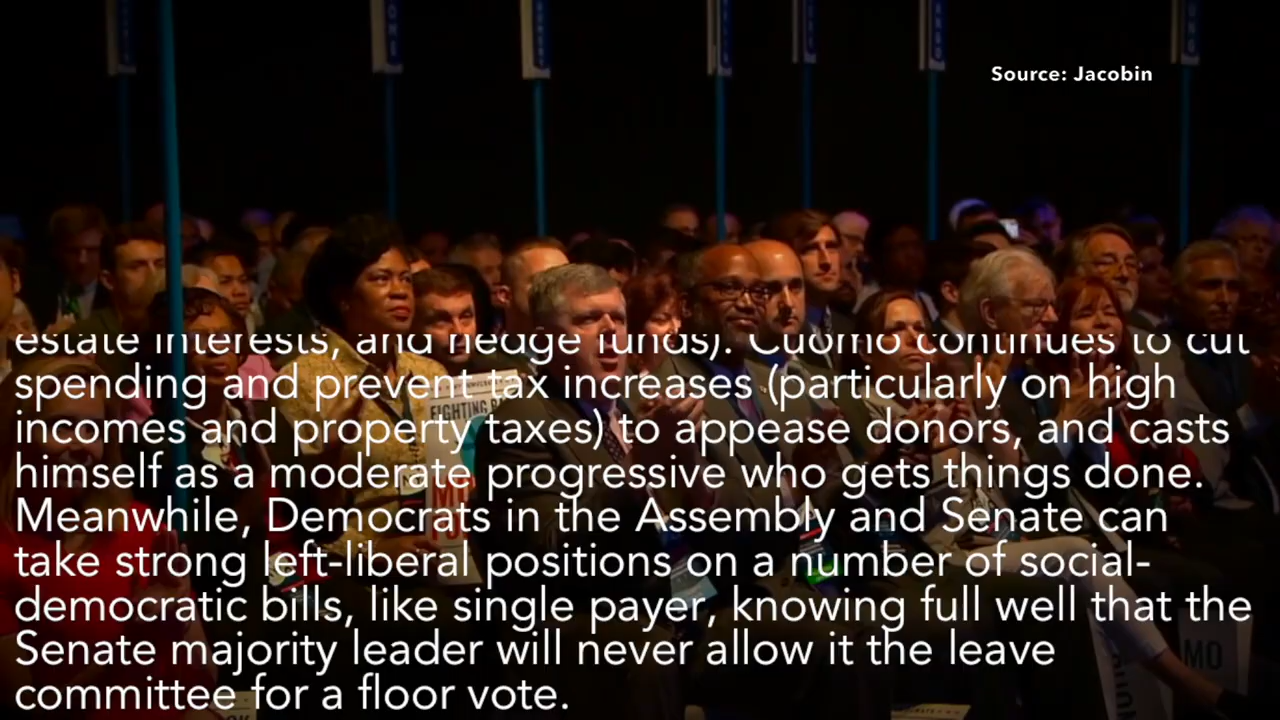 Source: Jacobin
estate interests, and hedge funds). Cuomo continues to cut
spending and prevent tax increases (particularly on high
incomes and property taxes) to appease donors, and casts
himself as a moderate progressive who gets things done.
Meanwhile, Democrats in the Assembly and Senate can
take strong left-liberal positions on a number of social-
democratic bills, like single payer, knowing full well that the
Senate majority leader will never allow it the leave
committee for a floor vote.
FIGHTING
MO